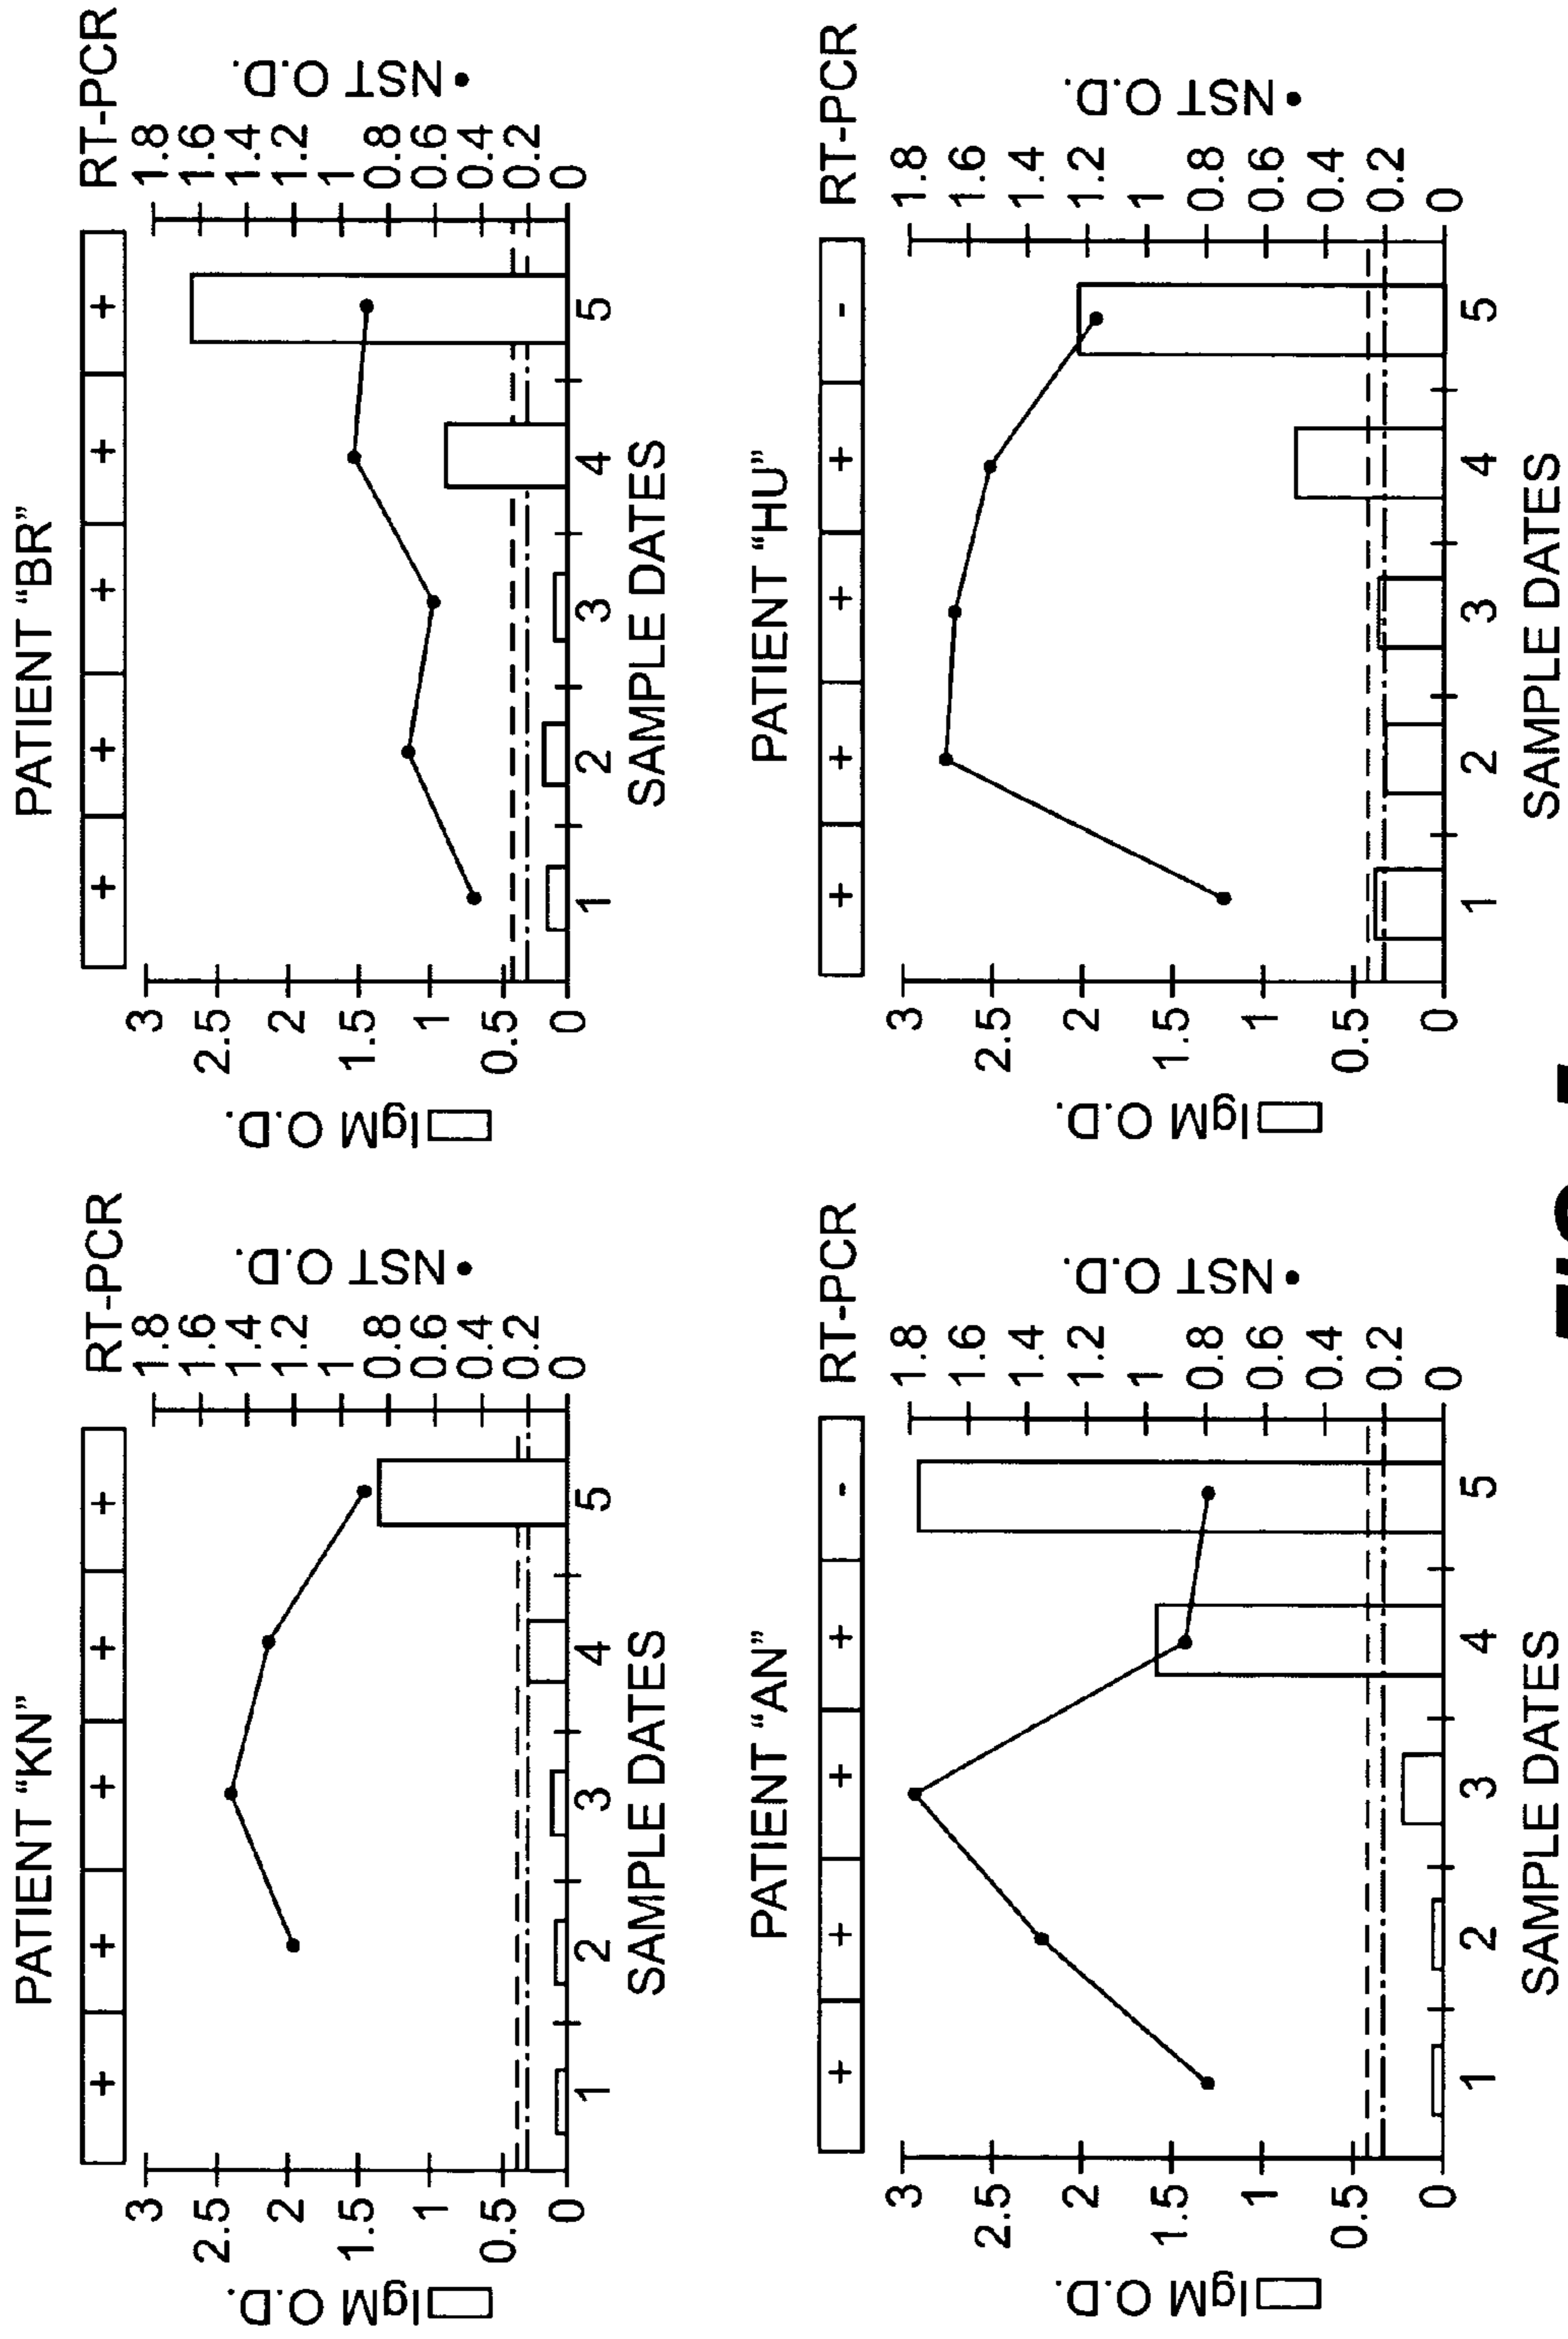 PATIENT “KN”
+ + + + + RT-PCR
3
2.5
2
1.5
1
0.5
0
IgM O.D.
1.8
1.6
1.4
1.2
1
0.8
0.6
0.4
0.2
0
NST O.D.
1 2 3 4 5
SAMPLE DATES
PATIENT “BR”
+ + + + + RT-PCR
3
2.5
2
1.5
1
0.5
0
IgM O.D.
1.8
1.6
1.4
1.2
1
0.8
0.6
0.4
0.2
0
NST O.D.
1 2 3 4 5
SAMPLE DATES
PATIENT “AN”
+ + + + - RT-PCR
3
2.5
2
1.5
1
0.5
0
IgM O.D.
1.8
1.6
1.4
1.2
1
0.8
0.6
0.4
0.2
0
NST O.D.
1 2 3 4 5
SAMPLE DATES
PATIENT “HU”
+ + + + - RT-PCR
3
2.5
2
1.5
1
0.5
0
IgM O.D.
1.8
1.6
1.4
1.2
1
0.8
0.6
0.4
0.2
0
NST O.D.
1 2 3 4 5
SAMPLE DATES